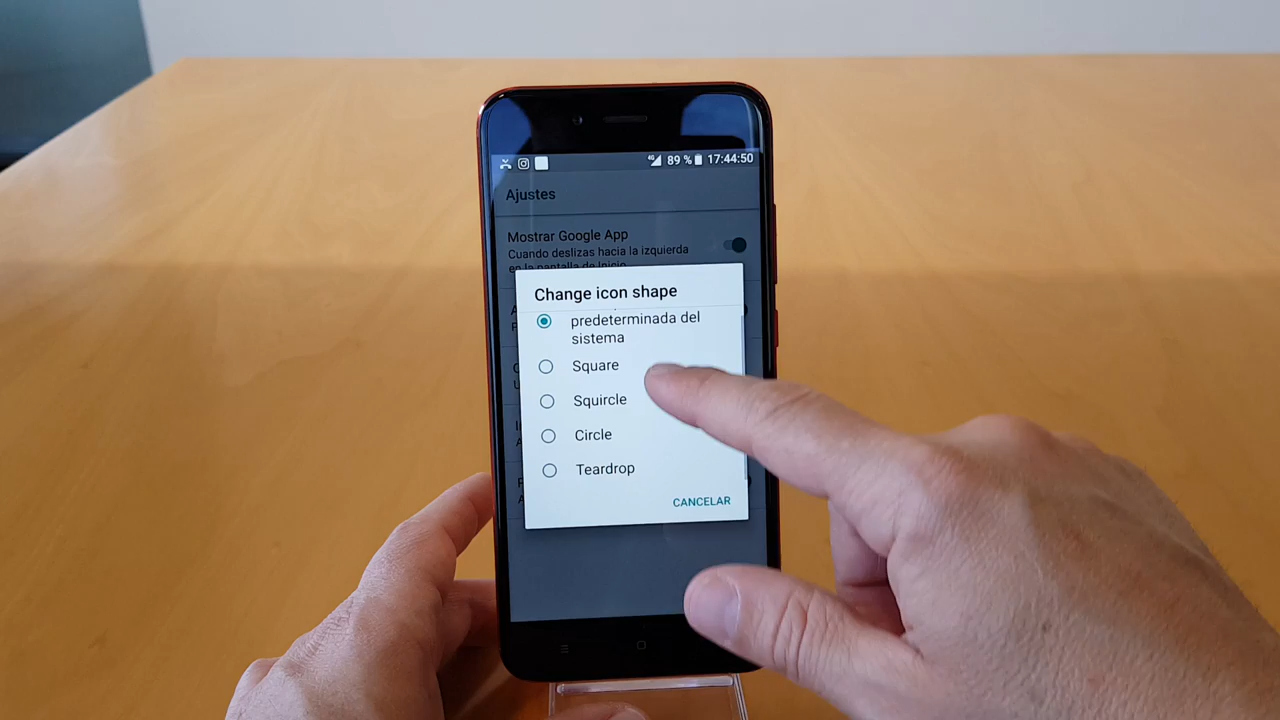 4G 89 % 17:44:50
Ajustes
Mostrar Google App
Cuando deslizas hacia la izquierda
en la pantalla de inicio
Change icon shape
predeterminada del
sistema
Square
Squircle
Circle
Teardrop
CANCELAR